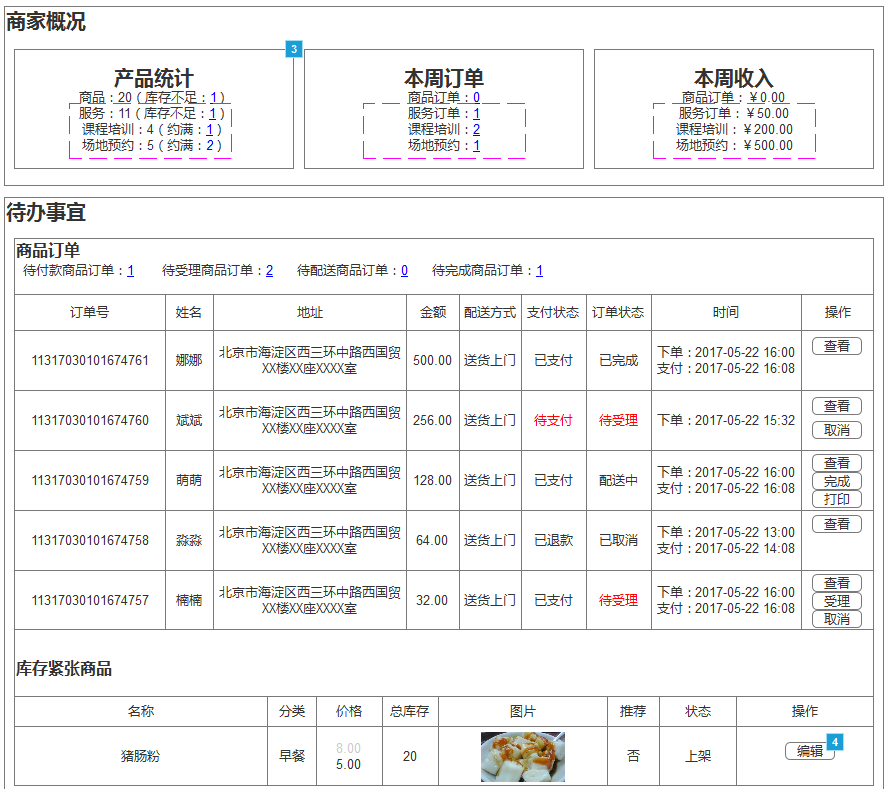 商家概况
3
产品统计
商品：20（库存不足：1）
服务：11（库存不足：1）
课程培训：4（约满：1）
场地预约：5（约满：2）
本周订单
商品订单：0
服务订单：1
课程培训：2
场地预约：1
本周收入
商品订单：￥0.00
服务订单：￥50.00
课程培训：￥200.00
场地预约：￥500.00
待办事宜
商品订单
待付款商品订单：1 待受理商品订单：2 待配送商品订单：0 待完成商品订单：1
订单号 姓名 地址 金额 配送方式 支付状态 订单状态 时间 操作
11317030101674761 娜娜 北京市海淀区西三环中路西国贸 500.00 送货上门 已支付 已完成 下单：2017-05-22 16:00 查看
XX楼XX座XXXX室 支付：2017-05-22 16:08
11317030101674760 斌斌 北京市海淀区西三环中路西国贸 256.00 送货上门 待支付 待受理 下单：2017-05-22 15:32 查看
XX楼XX座XXXX室 取消
11317030101674759 萌萌 北京市海淀区西三环中路西国贸 128.00 送货上门 已支付 配送中 下单：2017-05-22 16:00 查看
XX楼XX座XXXX室 支付：2017-05-22 16:08 完成
打印
11317030101674758 淼淼 北京市海淀区西三环中路西国贸 64.00 送货上门 已退款 已取消 下单：2017-05-22 13:00 查看
XX楼XX座XXXX室 支付：2017-05-22 14:08
11317030101674757 楠楠 北京市海淀区西三环中路西国贸 32.00 送货上门 已支付 待受理 下单：2017-05-22 16:00 查看
XX楼XX座XXXX室 支付：2017-05-22 16:08 受理
取消
库存紧张商品
名称 分类 价格 总库存 图片 推荐 状态 操作
猪肠粉 早餐 8.00 20 否 上架 编辑 4
5.00